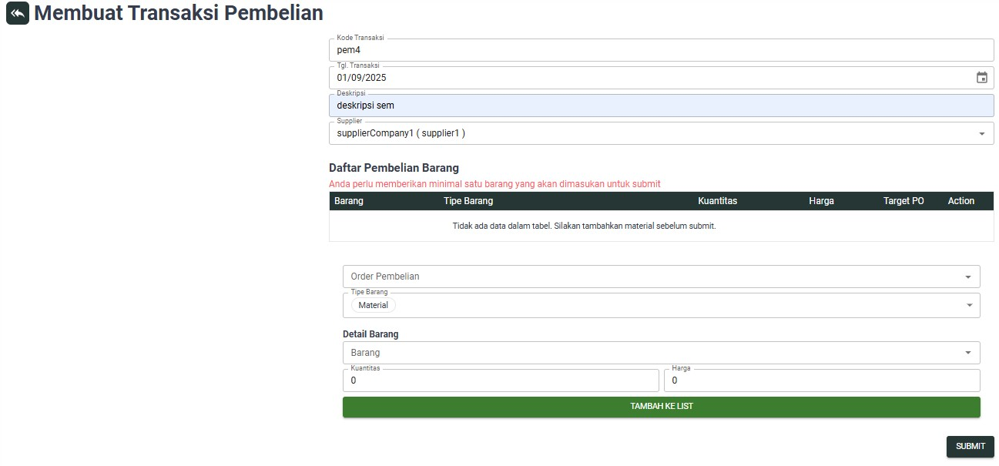 Membuat Transaksi Pembelian
Kode Transaksi
pem4
Tgl. Transaksi
01/09/2025
Deskripsi
deskripsi sem
Supplier
supplierCompany1 ( supplier1 )
Daftar Pembelian Barang
Anda perlu memberikan minimal satu barang yang akan dimasukan untuk submit
Barang Tipe Barang Kuantitas Harga Target PO Action
Tidak ada data dalam tabel. Silakan tambahkan material sebelum submit.
Order Pembelian
Tipe Barang
Material
Detail Barang
Barang
Kuantitas Harga
0 0
TAMBAH KE LIST
SUBMIT